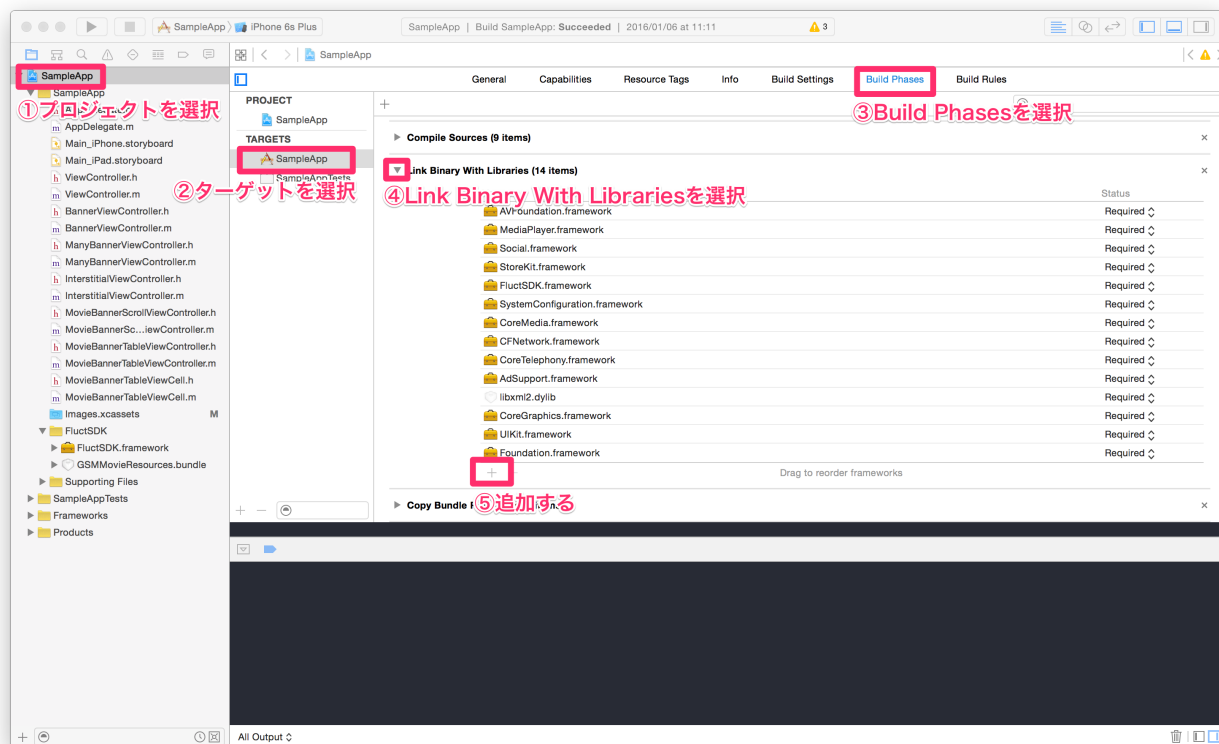 SampleApp
iPhone 6s Plus
SampleApp | Build SampleApp: Succeeded | 2016/01/06 at 11:11
3
SampleApp
SampleApp
SampleApp
①プロジェクトを選択
AppDelegate.m
Main_iPhone.storyboard
Main_iPad.storyboard
ViewController.h
ViewController.m
BannerViewController.h
BannerViewController.m
ManyBannerViewController.h
ManyBannerViewController.m
InterstitialViewController.h
InterstitialViewController.m
MovieBannerScrollViewController.h
MovieBannerSc...iewController.m
MovieBannerTableViewController.h
MovieBannerTableViewController.m
MovieBannerTableViewCell.h
MovieBannerTableViewCell.m
Images.xcassets M
FluctSDK
FluctSDK.framework
GSMMovieResources.bundle
Supporting Files
SampleAppTests
Frameworks
Products
PROJECT
SampleApp
TARGETS
SampleApp
SampleAppTests
②ターゲットを選択
General Capabilities Resource Tags Info Build Settings Build Phases Build Rules
③Build Phasesを選択
Compile Sources (9 items)
Link Binary With Libraries (14 items)
④Link Binary With Librariesを選択
Status
AVFoundation.framework Required
MediaPlayer.framework Required
Social.framework Required
StoreKit.framework Required
FluctSDK.framework Required
SystemConfiguration.framework Required
CoreMedia.framework Required
CFNetwork.framework Required
CoreTelephony.framework Required
AdSupport.framework Required
libxml2.dylib Required
CoreGraphics.framework Required
UIKit.framework Required
Foundation.framework Required
Drag to reorder frameworks
⑤追加する
Copy Bundle
All Output